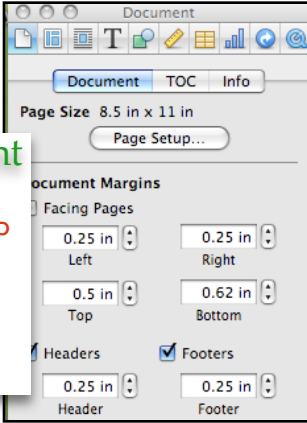 Document
T
Document TOC Info
Page Size 8.5 in x 11 in
Page Setup...
nt
ocument Margins
Facing Pages
o
0.25 in 0.25 in
Left Right
0.5 in 0.62 in
Top Bottom
Headers Footers
0.25 in 0.25 in
Header Footer